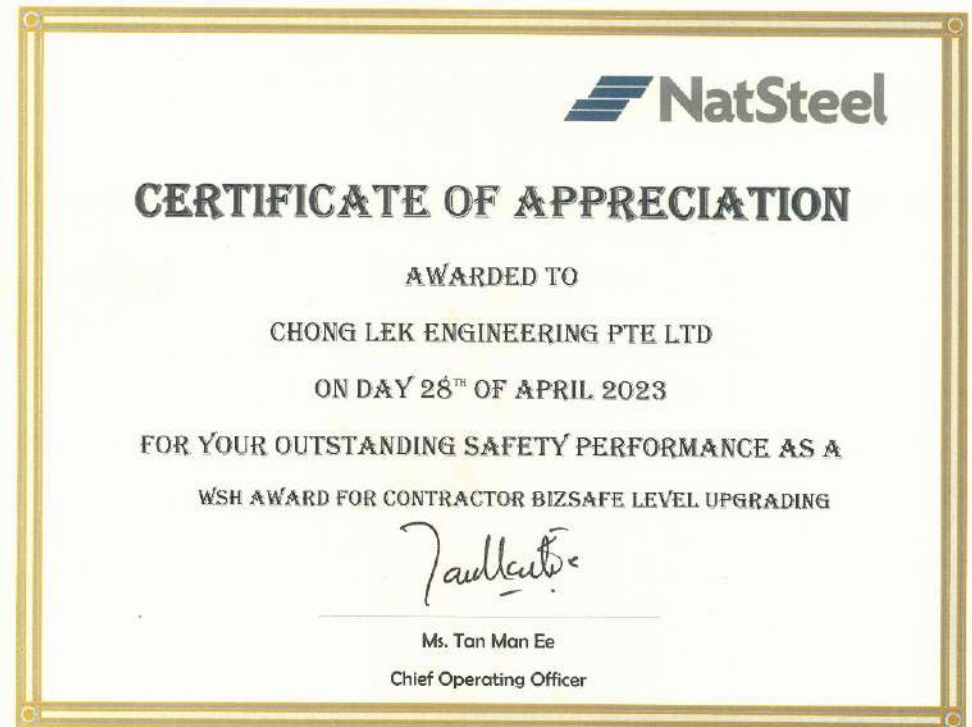 NatSteel
CERTIFICATE OF APPRECIATION
AWARDED TO
CHONG LEK ENGINEERING PTE LTD
ON DAY 28TH OF APRIL 2023
FOR YOUR OUTSTANDING SAFETY PERFORMANCE AS A
WSH AWARD FOR CONTRACTOR BIZSAFE LEVEL UPGRADING
Ms. Tan Man Ee
Chief Operating Officer